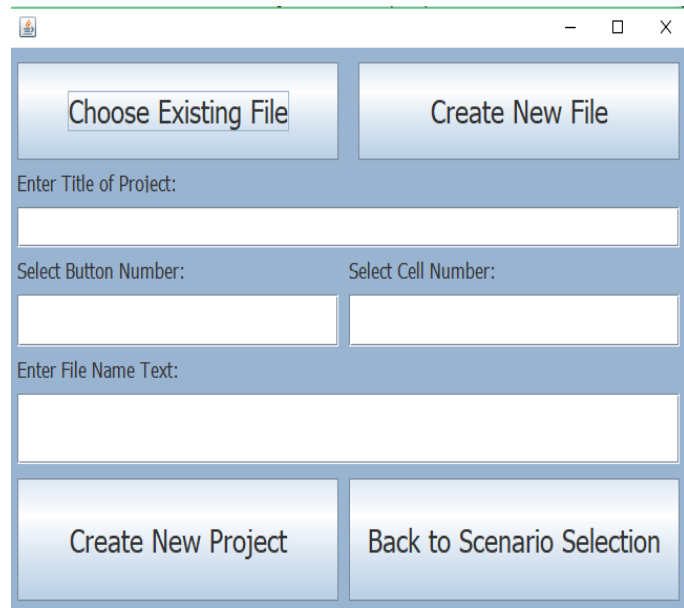 Choose Existing File
Create New File
Enter Title of Project:
Select Button Number:
Select Cell Number:
Enter File Name Text:
Create New Project
Back to Scenario Selection